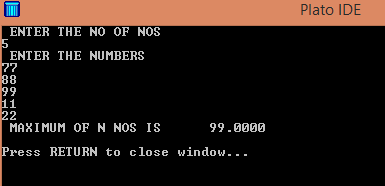 Plato IDE
ENTER THE NO OF NOS
5
ENTER THE NUMBERS
77
88
99
11
22
MAXIMUM OF N NOS IS 99.0000
Press RETURN to close window...